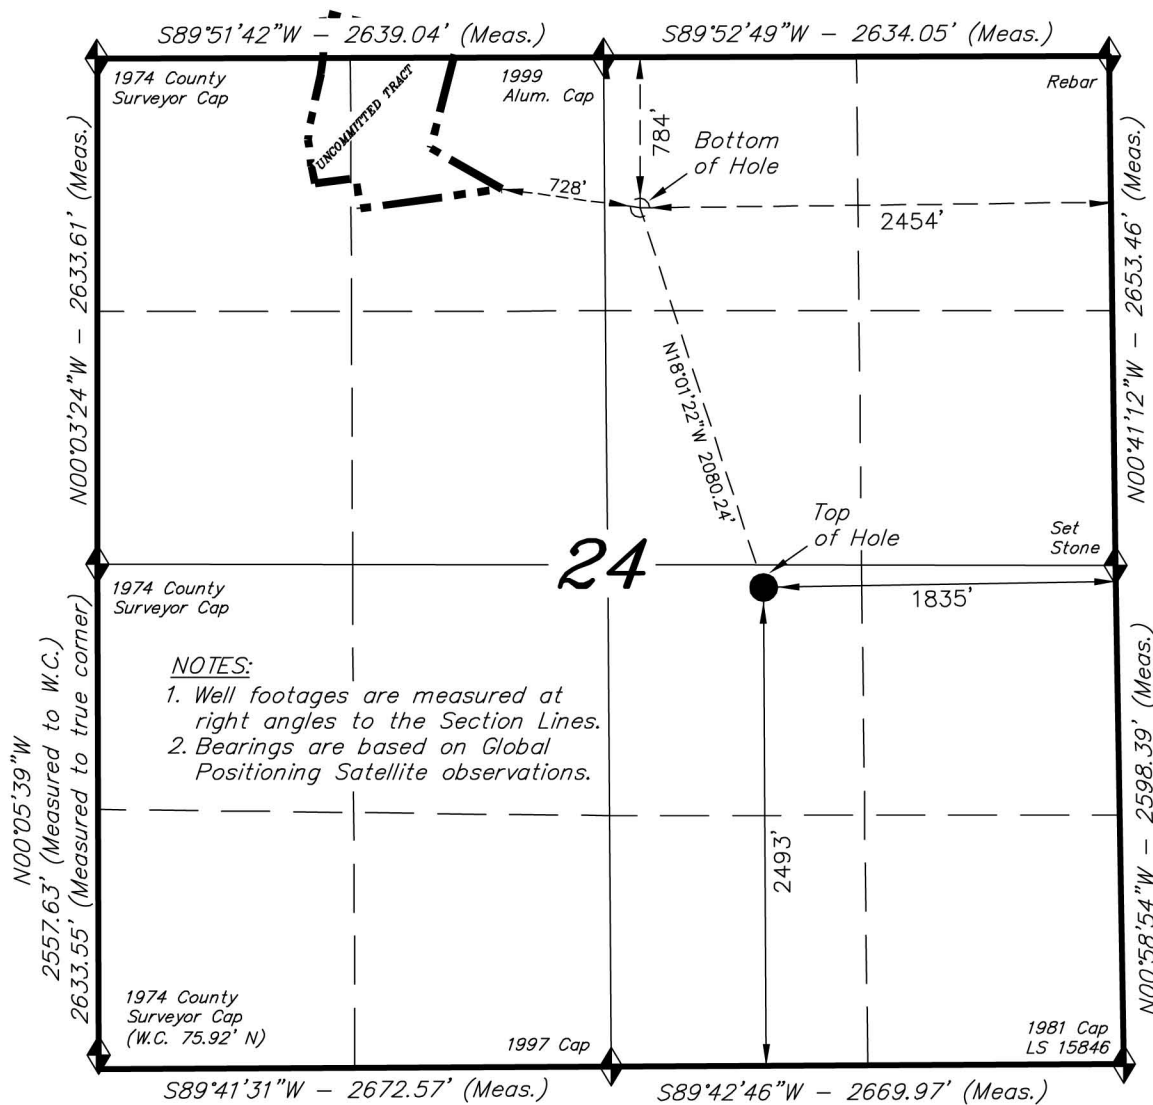 S89°51'42"W - 2639.04' (Meas.)
S89°52'49"W - 2634.05' (Meas.)
1974 County
Surveyor Cap
UNCOMMITTED TRACT
1999
Alum. Cap
Rebar
784'
Bottom
of Hole
728'
2454'
N00°03'24"W - 2633.61' (Meas.)
N00°41'12"W - 2653.46' (Meas.)
N18°01'22"W 2080.24'
Top
of Hole
Set
Stone
24
1974 County
Surveyor Cap
1835'
NOTES:
1. Well footages are measured at
right angles to the Section Lines.
2. Bearings are based on Global
Positioning Satellite observations.
N00°05'39"W
2557.63' (Measured to W.C.)
2633.55' (Measured to true corner)
2493'
N00°58'54"W - 2598.39' (Meas.)
1974 County
Surveyor Cap
(W.C. 75.92' N)
1997 Cap
1981 Cap
LS 15846
S89°41'31"W - 2672.57' (Meas.)
S89°42'46"W - 2669.97' (Meas.)